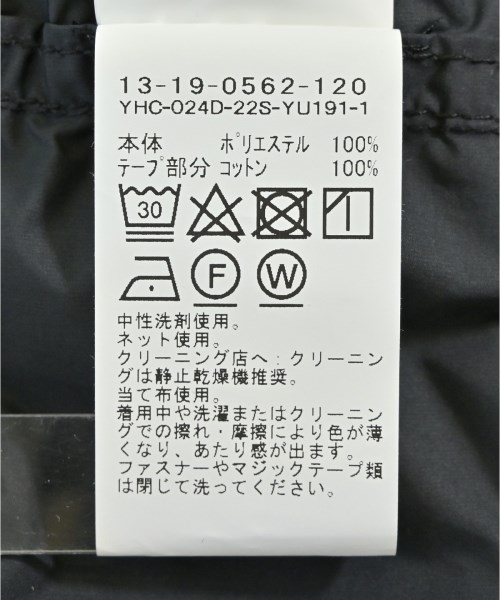 13-19-0562-120
YHC-024D-22S-YU191-1
本体 ポリエステル 100%
テープ部分 コットン 100%
30
F W
中性洗剤使用。
ネット使用。
クリーニング店へ：クリーニン
グは静止乾燥機推奨。
当て布使用。
着用中や洗濯またはクリーニン
グでの擦れ・摩擦により色が薄
くなり、あたり感が出ます。
ファスナーやマジックテープ類
は閉じて洗ってください。